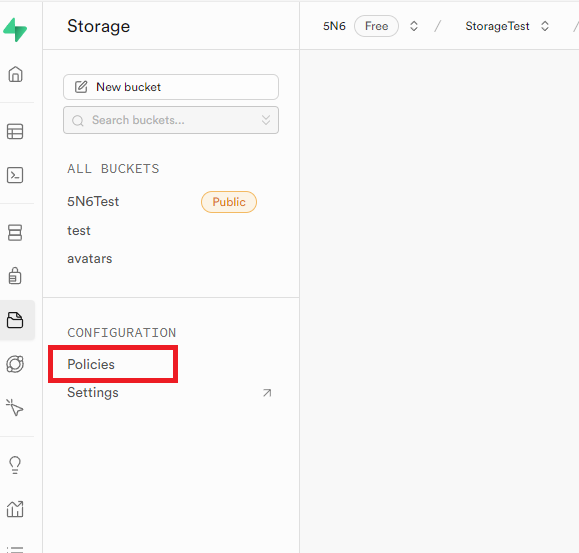 Storage
5N6 Free / StorageTest /
New bucket
Search buckets...
ALL BUCKETS
5N6Test Public
test
avatars
CONFIGURATION
Policies
Settings